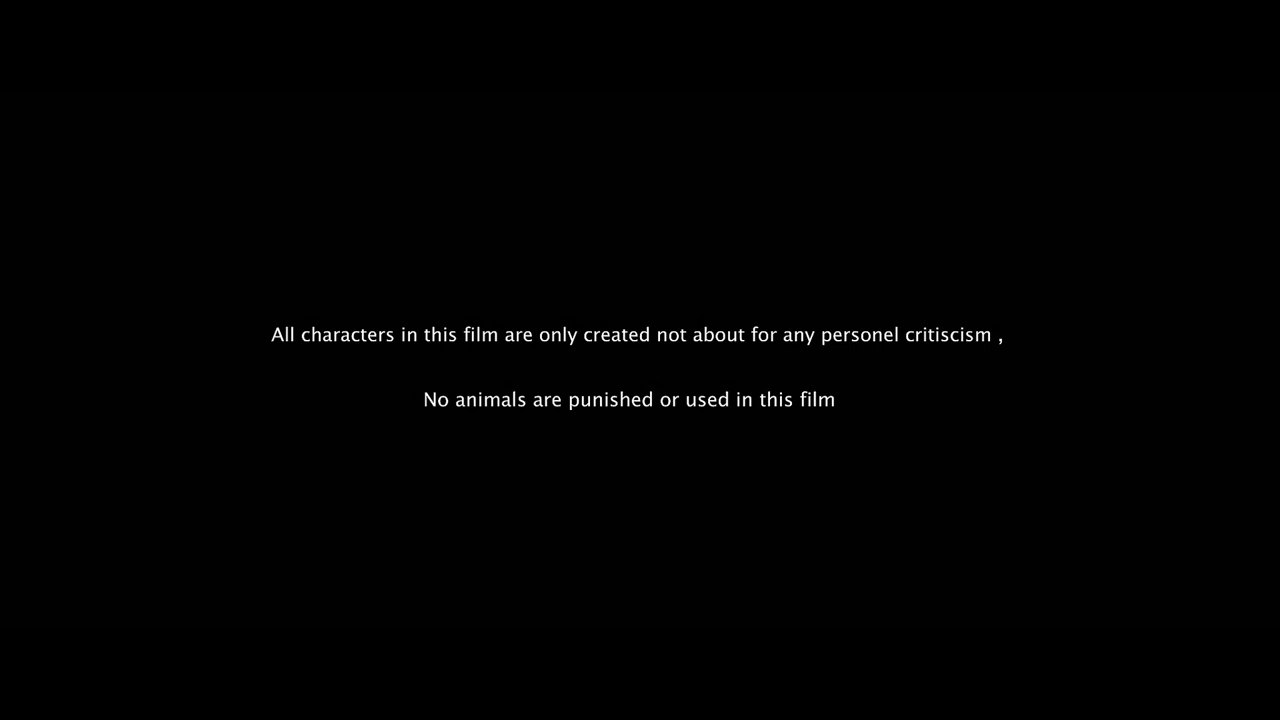 All characters in this film are only created not about for any personel critiscism ,
No animals are punished or used in this film